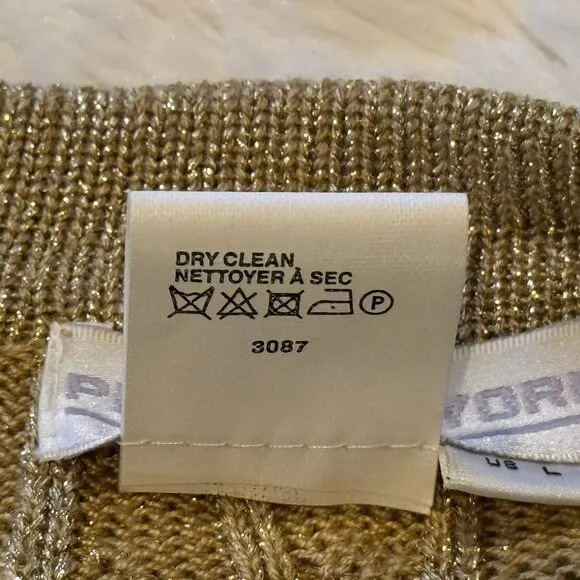 DRY CLEAN
NETTOYER À SEC
P
3087
US L